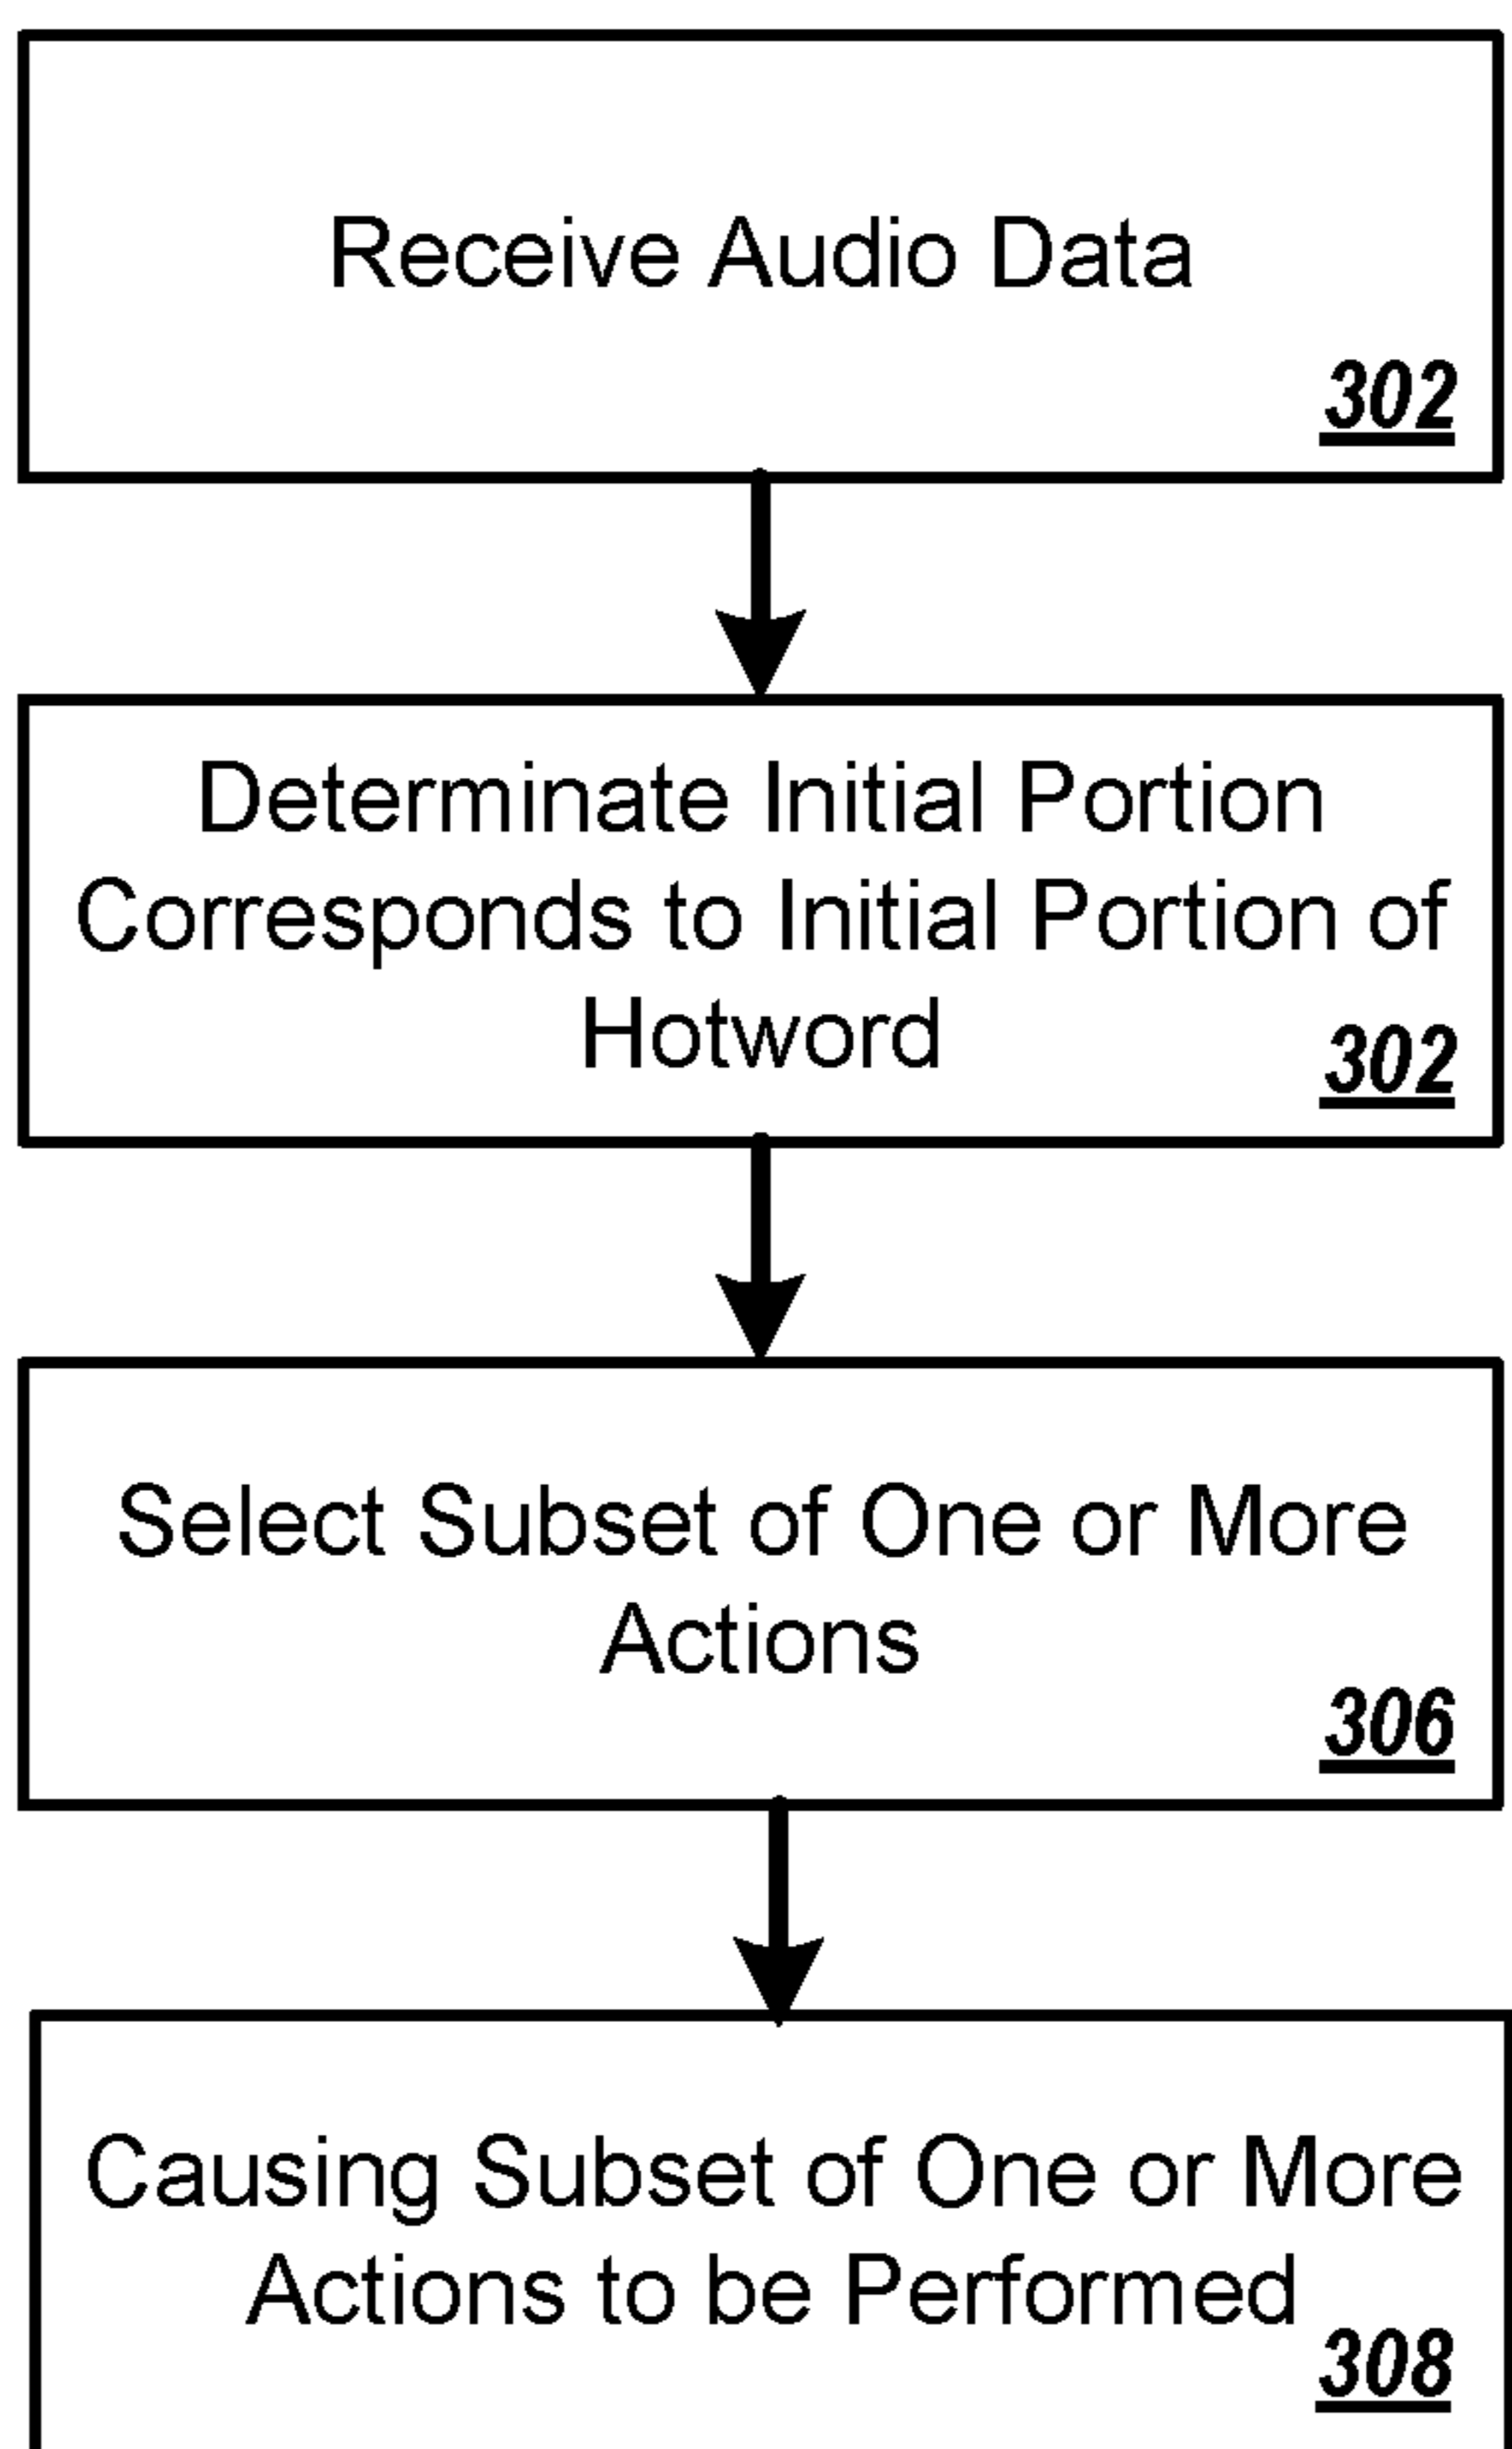 Receive Audio Data
302
Determinate Initial Portion
Corresponds to Initial Portion of
Hotword
302
Select Subset of One or More
Actions
306
Causing Subset of One or More
Actions to be Performed
308